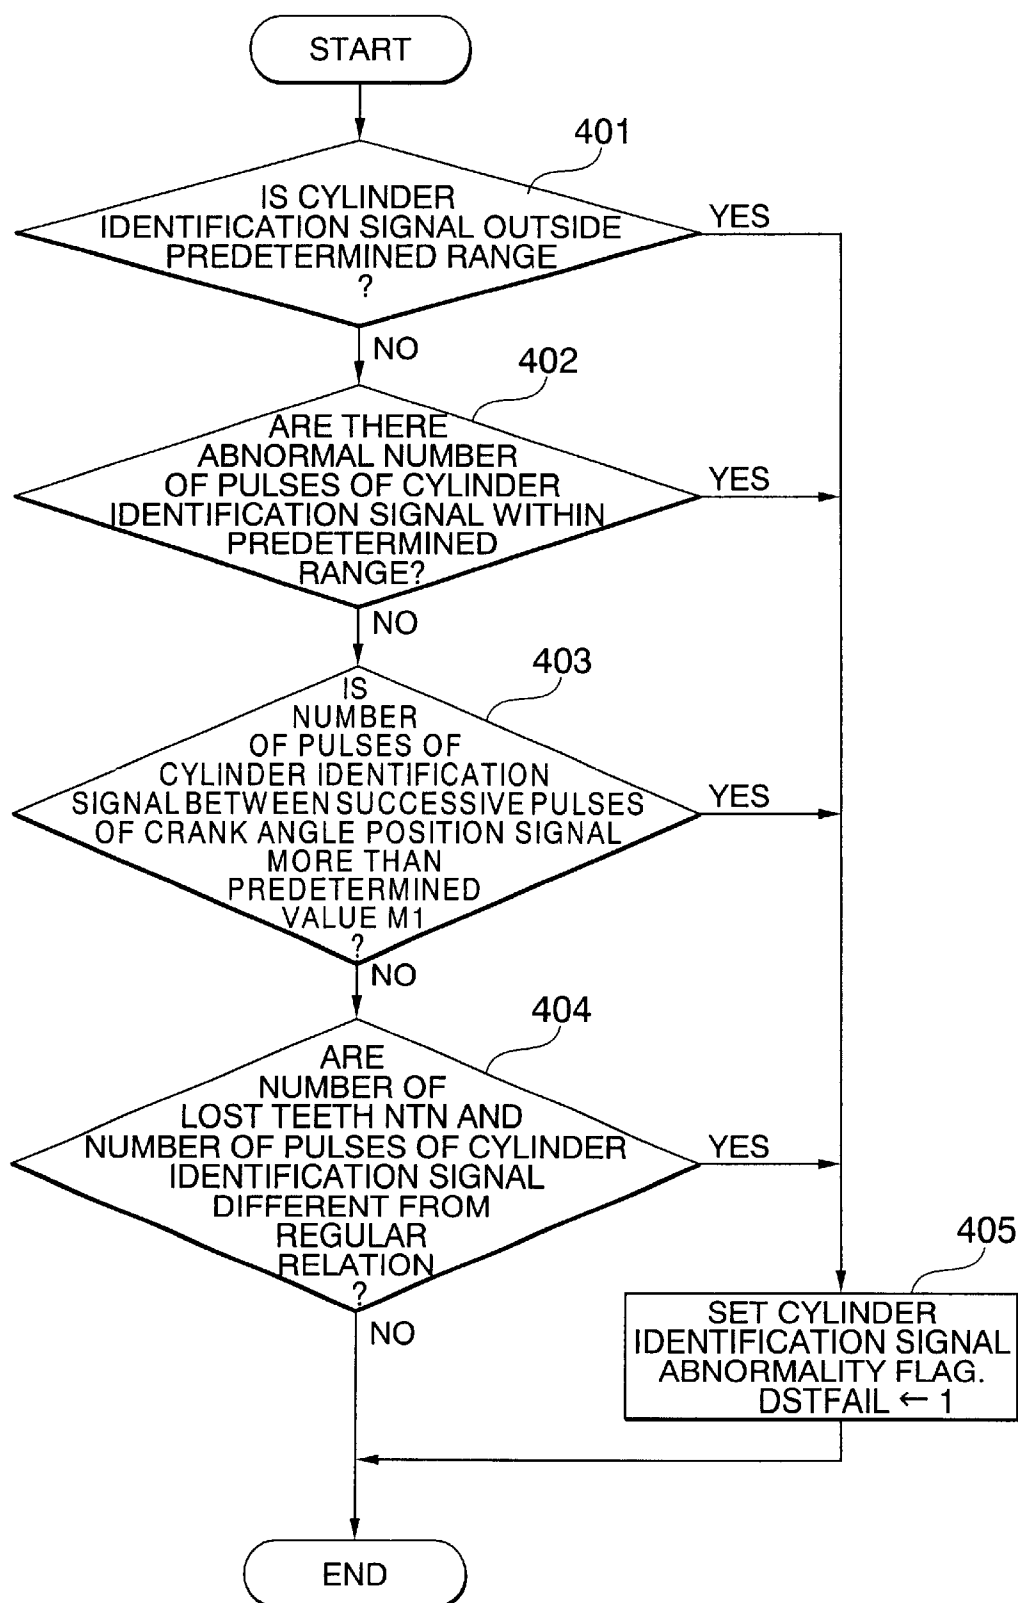 START
401
IS CYLINDER
IDENTIFICATION SIGNAL OUTSIDE
PREDETERMINED RANGE
?
YES
NO
402
ARE THERE
ABNORMAL NUMBER
OF PULSES OF CYLINDER
IDENTIFICATION SIGNAL WITHIN
PREDETERMINED
RANGE?
YES
NO
403
IS
NUMBER
OF PULSES OF
CYLINDER IDENTIFICATION
SIGNAL BETWEEN SUCCESSIVE PULSES
OF CRANK ANGLE POSITION SIGNAL
MORE THAN
PREDETERMINED
VALUE M1
?
YES
NO
404
ARE
NUMBER OF
LOST TEETH NTN AND
NUMBER OF PULSES OF CYLINDER
IDENTIFICATION SIGNAL
DIFFERENT FROM
REGULAR
RELATION
?
YES
NO
405
SET CYLINDER
IDENTIFICATION SIGNAL
ABNORMALITY FLAG.
DSTFAIL ← 1
END